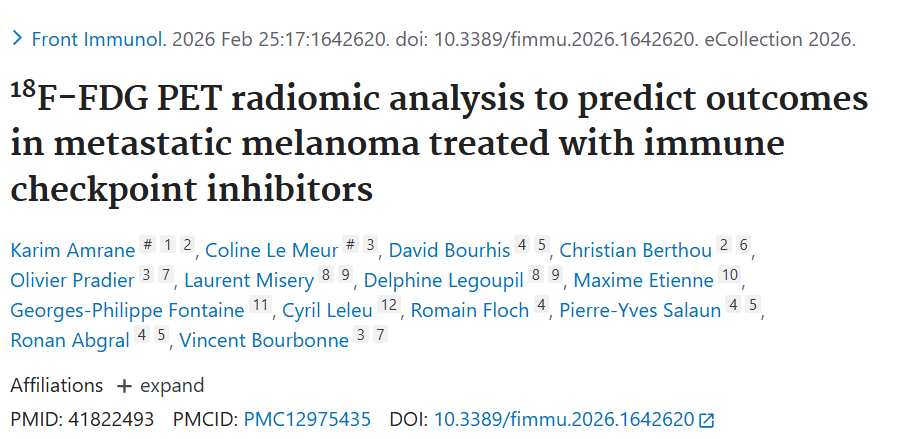 Front Immunol. 2026 Feb 25:17:1642620. doi: 10.3389/fimmu.2026.1642620. eCollection 2026.
¹⁸F-FDG PET radiomic analysis to predict outcomes
in metastatic melanoma treated with immune
checkpoint inhibitors
Karim Amrane # 1 2, Coline Le Meur # 3, David Bourhis 4 5, Christian Berthou 2 6,
Olivier Pradier 3 7, Laurent Misery 8 9, Delphine Legoupil 8 9, Maxime Etienne 10,
Georges-Philippe Fontaine 11, Cyril Leleu 12, Romain Floch 4, Pierre-Yves Salaun 4 5,
Ronan Abgral 4 5, Vincent Bourbonne 3 7
Affiliations + expand
PMID: 41822493 PMCID: PMC12975435 DOI: 10.3389/fimmu.2026.1642620